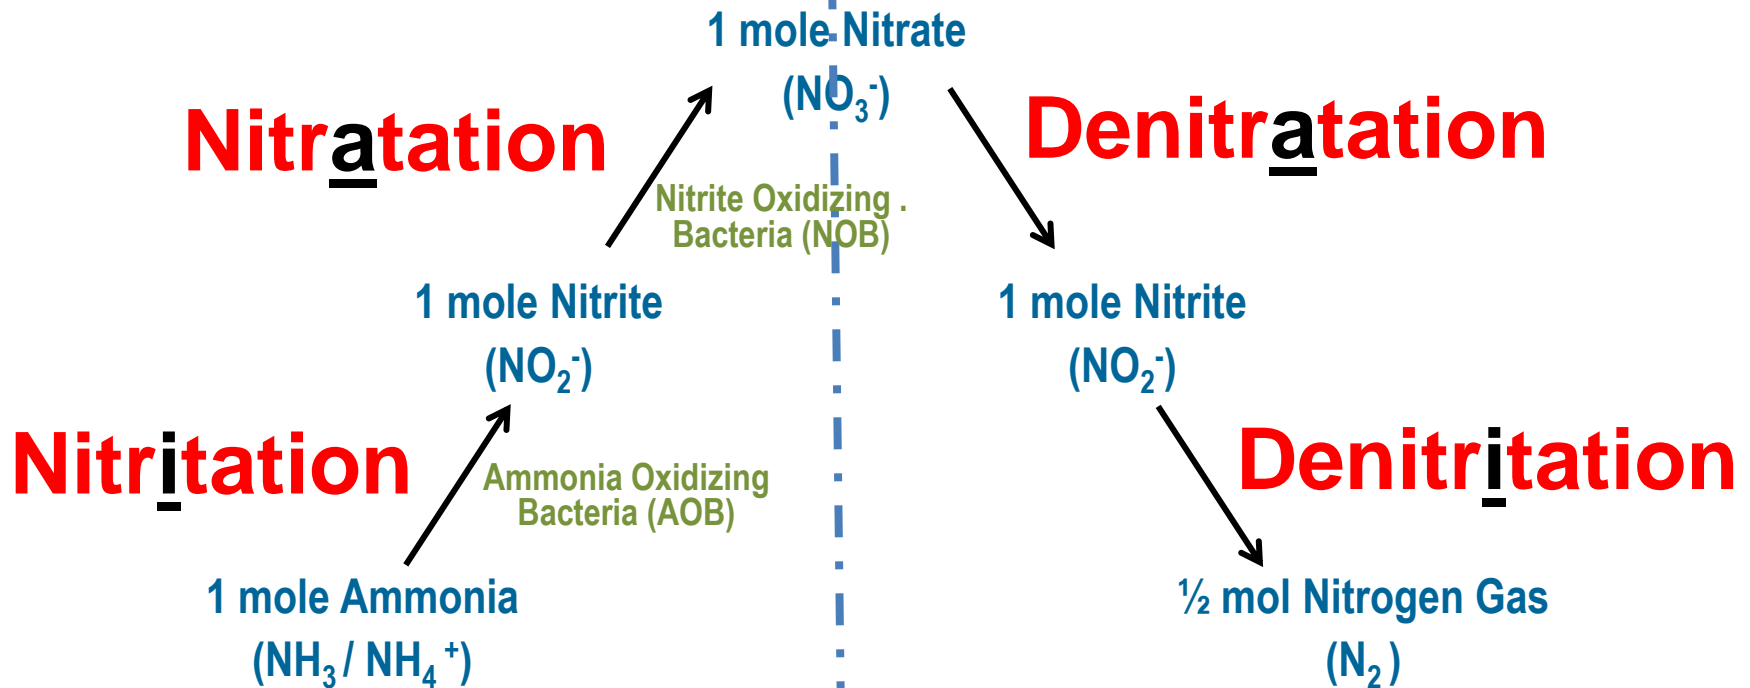 1 mole Nitrate
(NO₃⁻)
Nitratation
Denitratation
Nitrite Oxidizing .
Bacteria (NOB)
1 mole Nitrite
(NO₂⁻)
1 mole Nitrite
(NO₂⁻)
Nitritation
Denitritation
Ammonia Oxidizing
Bacteria (AOB)
1 mole Ammonia
(NH₃ / NH₄ ⁺)
½ mol Nitrogen Gas
(N₂ )